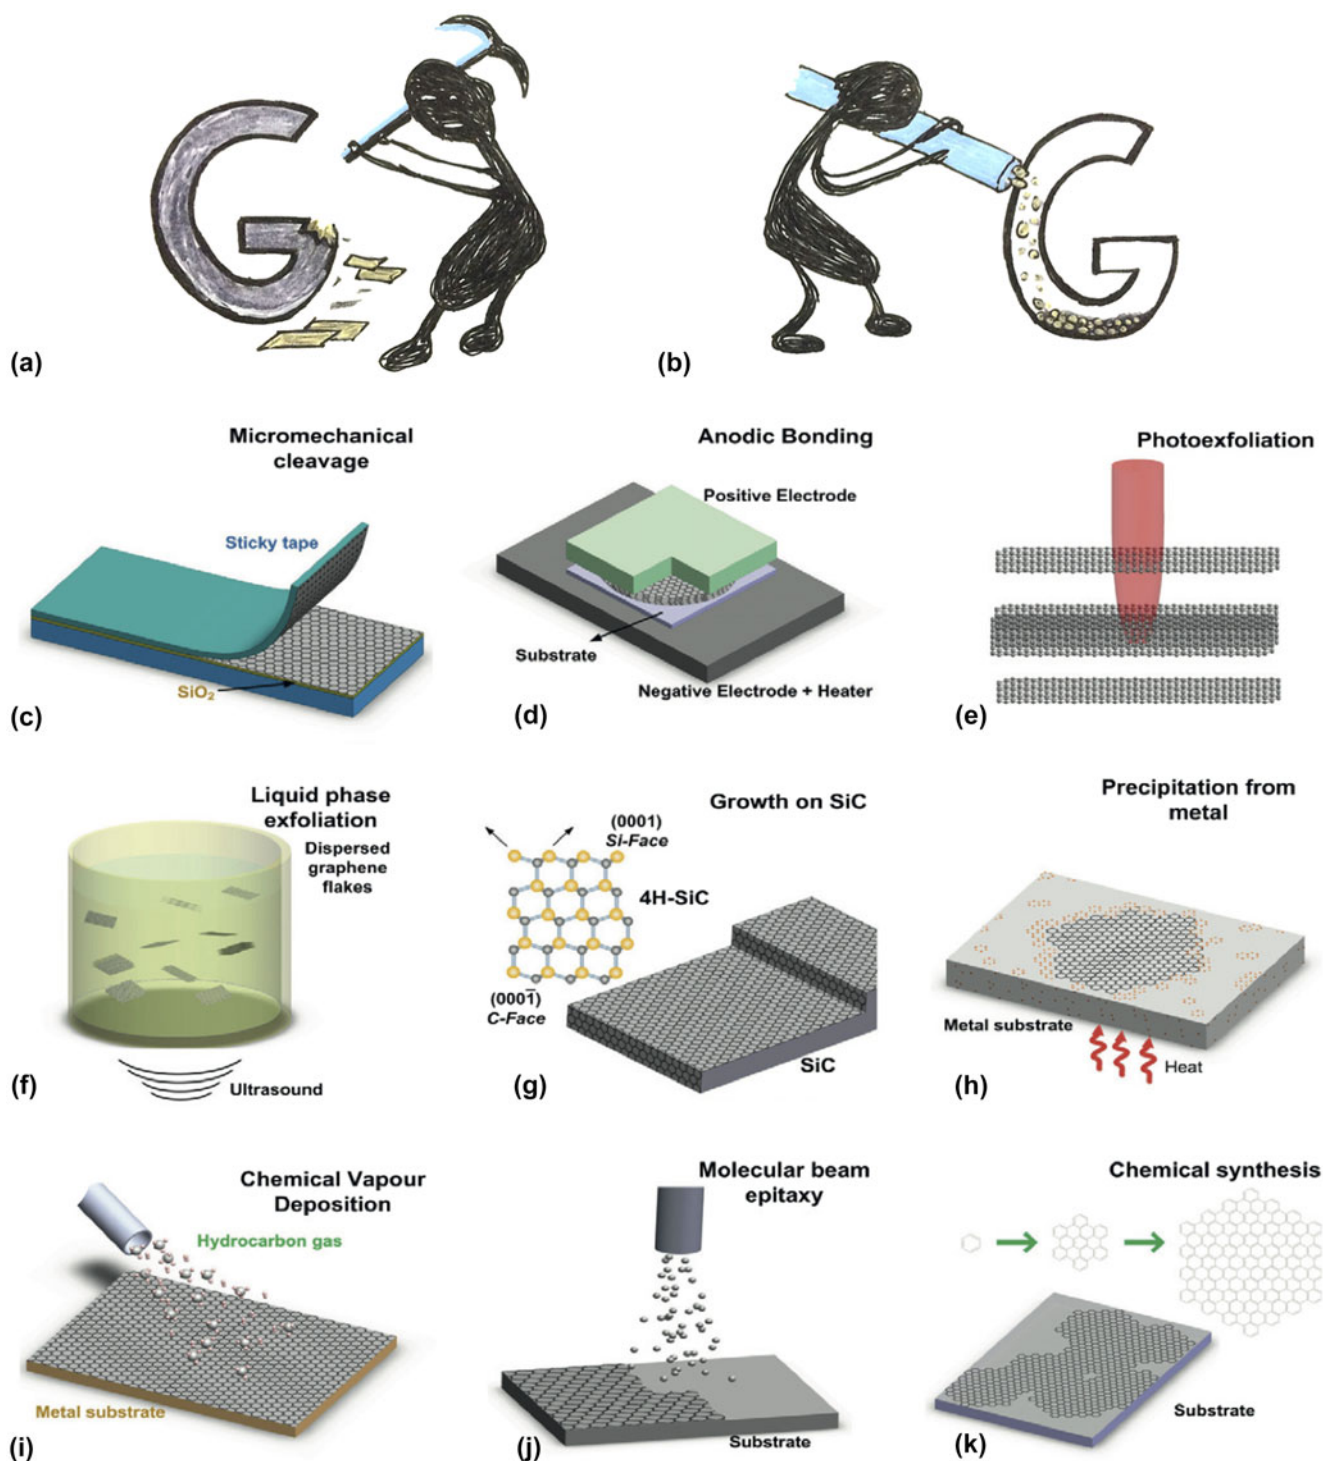 G
G
(a)
(b)
Micromechanical
cleavage
Sticky tape
SiO₂
(c)
Anodic Bonding
Positive Electrode
Substrate
Negative Electrode + Heater
(d)
Photoexfoliation
(e)
Liquid phase
exfoliation
Dispersed
graphene
flakes
Ultrasound
(f)
Growth on SiC
(0001)
Si-Face
4H-SiC
(0001̅)
C-Face
SiC
(g)
Precipitation from
metal
Metal substrate
Heat
(h)
Chemical Vapour
Deposition
Hydrocarbon gas
Metal substrate
(i)
Molecular beam
epitaxy
Substrate
(j)
Chemical synthesis
Substrate
(k)